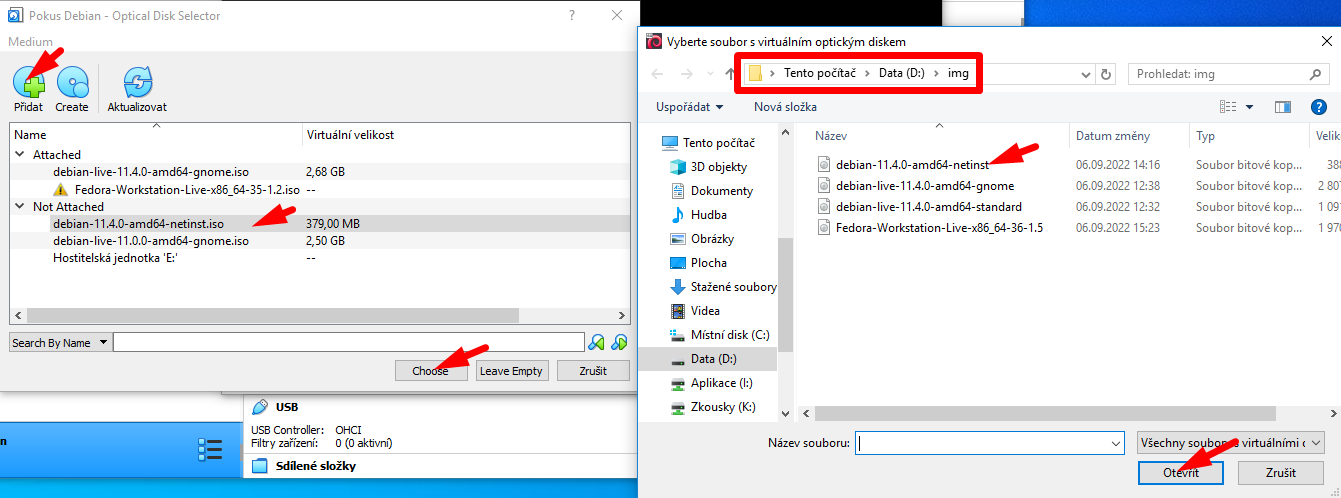 Pokus Debian - Optical Disk Selector
Medium
Přidat Create Aktualizovat
Name Virtuální velikost
Attached
debian-live-11.4.0-amd64-gnome.iso 2,68 GB
Fedora-Workstation-Live-x86_64-35-1.2.iso --
Not Attached
debian-11.4.0-amd64-netinst.iso 379,00 MB
debian-live-11.0.0-amd64-gnome.iso 2,50 GB
Hostitelská jednotka 'E:' --
Search By Name
Choose Leave Empty Zrušit
USB
USB Controller: OHCI
Filtry zařízení: 0 (0 aktivní)
Sdílené složky
n
Vyberte soubor s virtuálním optickým diskem
Tento počítač > Data (D:) > img
Prohledat: img
Uspořádat Nová složka
Tento počítač
3D objekty
Dokumenty
Hudba
Obrázky
Plocha
Stažené soubory
Videa
Místní disk (C:)
Data (D:)
Aplikace (I:)
Zkousky (K:)
Název Datum změny Typ Veliko
debian-11.4.0-amd64-netinst 06.09.2022 14:16 Soubor bitové kop... 388
debian-live-11.4.0-amd64-gnome 06.09.2022 12:38 Soubor bitové kop... 2 807
debian-live-11.4.0-amd64-standard 06.09.2022 12:32 Soubor bitové kop... 1 091
Fedora-Workstation-Live-x86_64-36-1.5 06.09.2022 15:23 Soubor bitové kop... 1 970
Název souboru:
Všechny soubory s virtuálními
Otevřít Zrušit